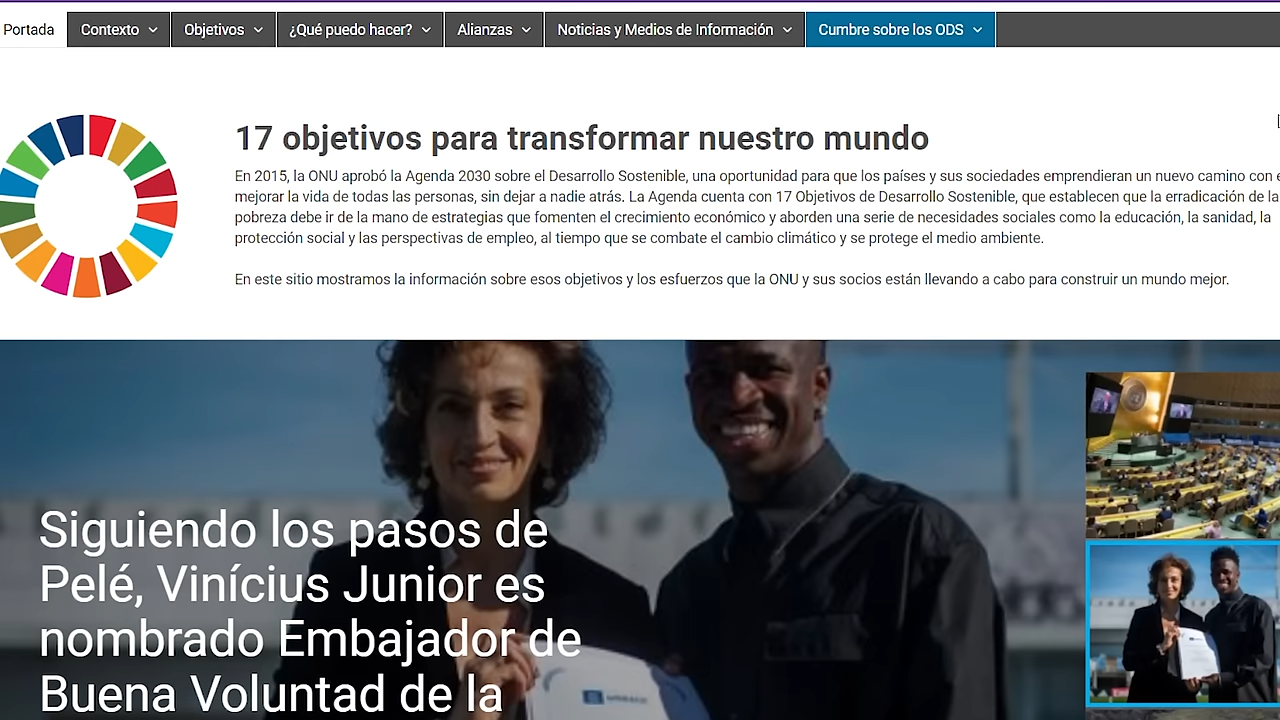 Portada Contexto Objetivos ¿Qué puedo hacer? Alianzas Noticias y Medios de Información Cumbre sobre los ODS
17 objetivos para transformar nuestro mundo
En 2015, la ONU aprobó la Agenda 2030 sobre el Desarrollo Sostenible, una oportunidad para que los países y sus sociedades emprendieran un nuevo camino con
mejorar la vida de todas las personas, sin dejar a nadie atrás. La Agenda cuenta con 17 Objetivos de Desarrollo Sostenible, que establecen que la erradicación de la
pobreza debe ir de la mano de estrategias que fomenten el crecimiento económico y aborden una serie de necesidades sociales como la educación, la sanidad, la
protección social y las perspectivas de empleo, al tiempo que se combate el cambio climático y se protege el medio ambiente.
En este sitio mostramos la información sobre esos objetivos y los esfuerzos que la ONU y sus socios están llevando a cabo para construir un mundo mejor.
Siguiendo los pasos de
Pelé, Vinícius Junior es
nombrado Embajador de
Buena Voluntad de la